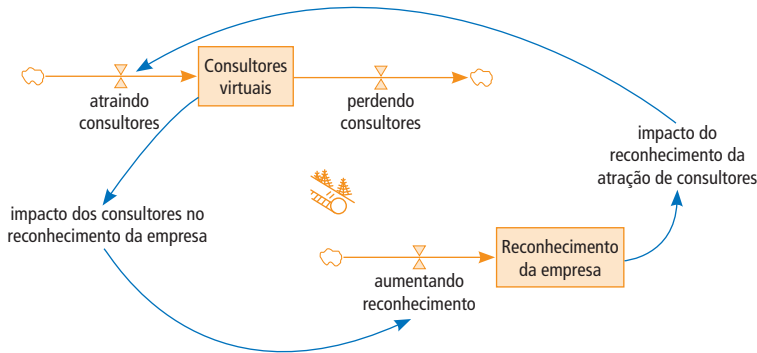 Consultores
virtuais
atraindo
consultores
perdendo
consultores
impacto do
reconhecimento da
atração de consultores
impacto dos consultores no
reconhecimento da empresa
Reconhecimento
da empresa
aumentando
reconhecimento